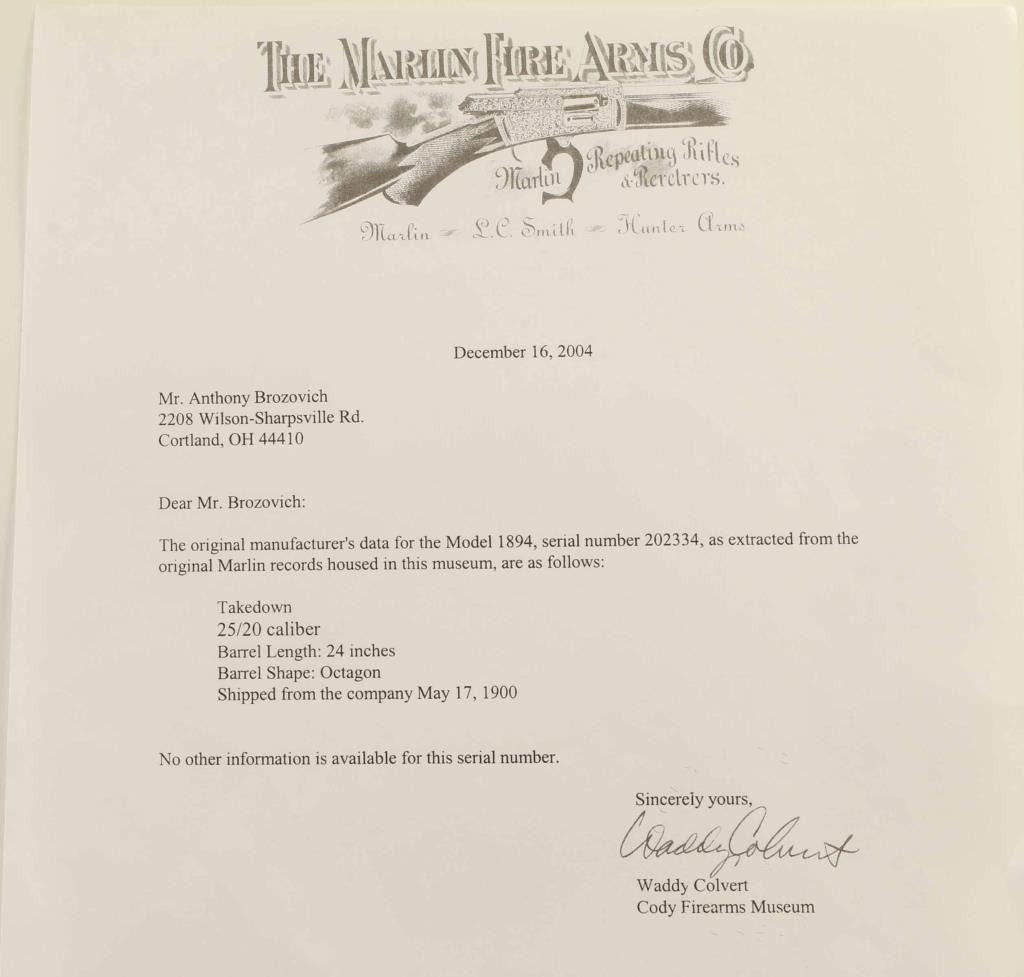 THE MARLIN FIRE ARMS CO.
Marlin Repeating Rifles
&
Marlin L.C. Smith Hunter Arms
December 16, 2004
Mr. Anthony Brozovich
2208 Wilson-Sharpsville Rd.
Cortland, OH 44410
Dear Mr. Brozovich:
The original manufacturer's data for the Model 1894, serial number 202334, as extracted from the
original Marlin records housed in this museum, are as follows:
Takedown
25/20 caliber
Barrel Length: 24 inches
Barrel Shape: Octagon
Shipped from the company May 17, 1900
No other information is available for this serial number.
Sincerely yours,
Waddy Colvert
Waddy Colvert
Cody Firearms Museum